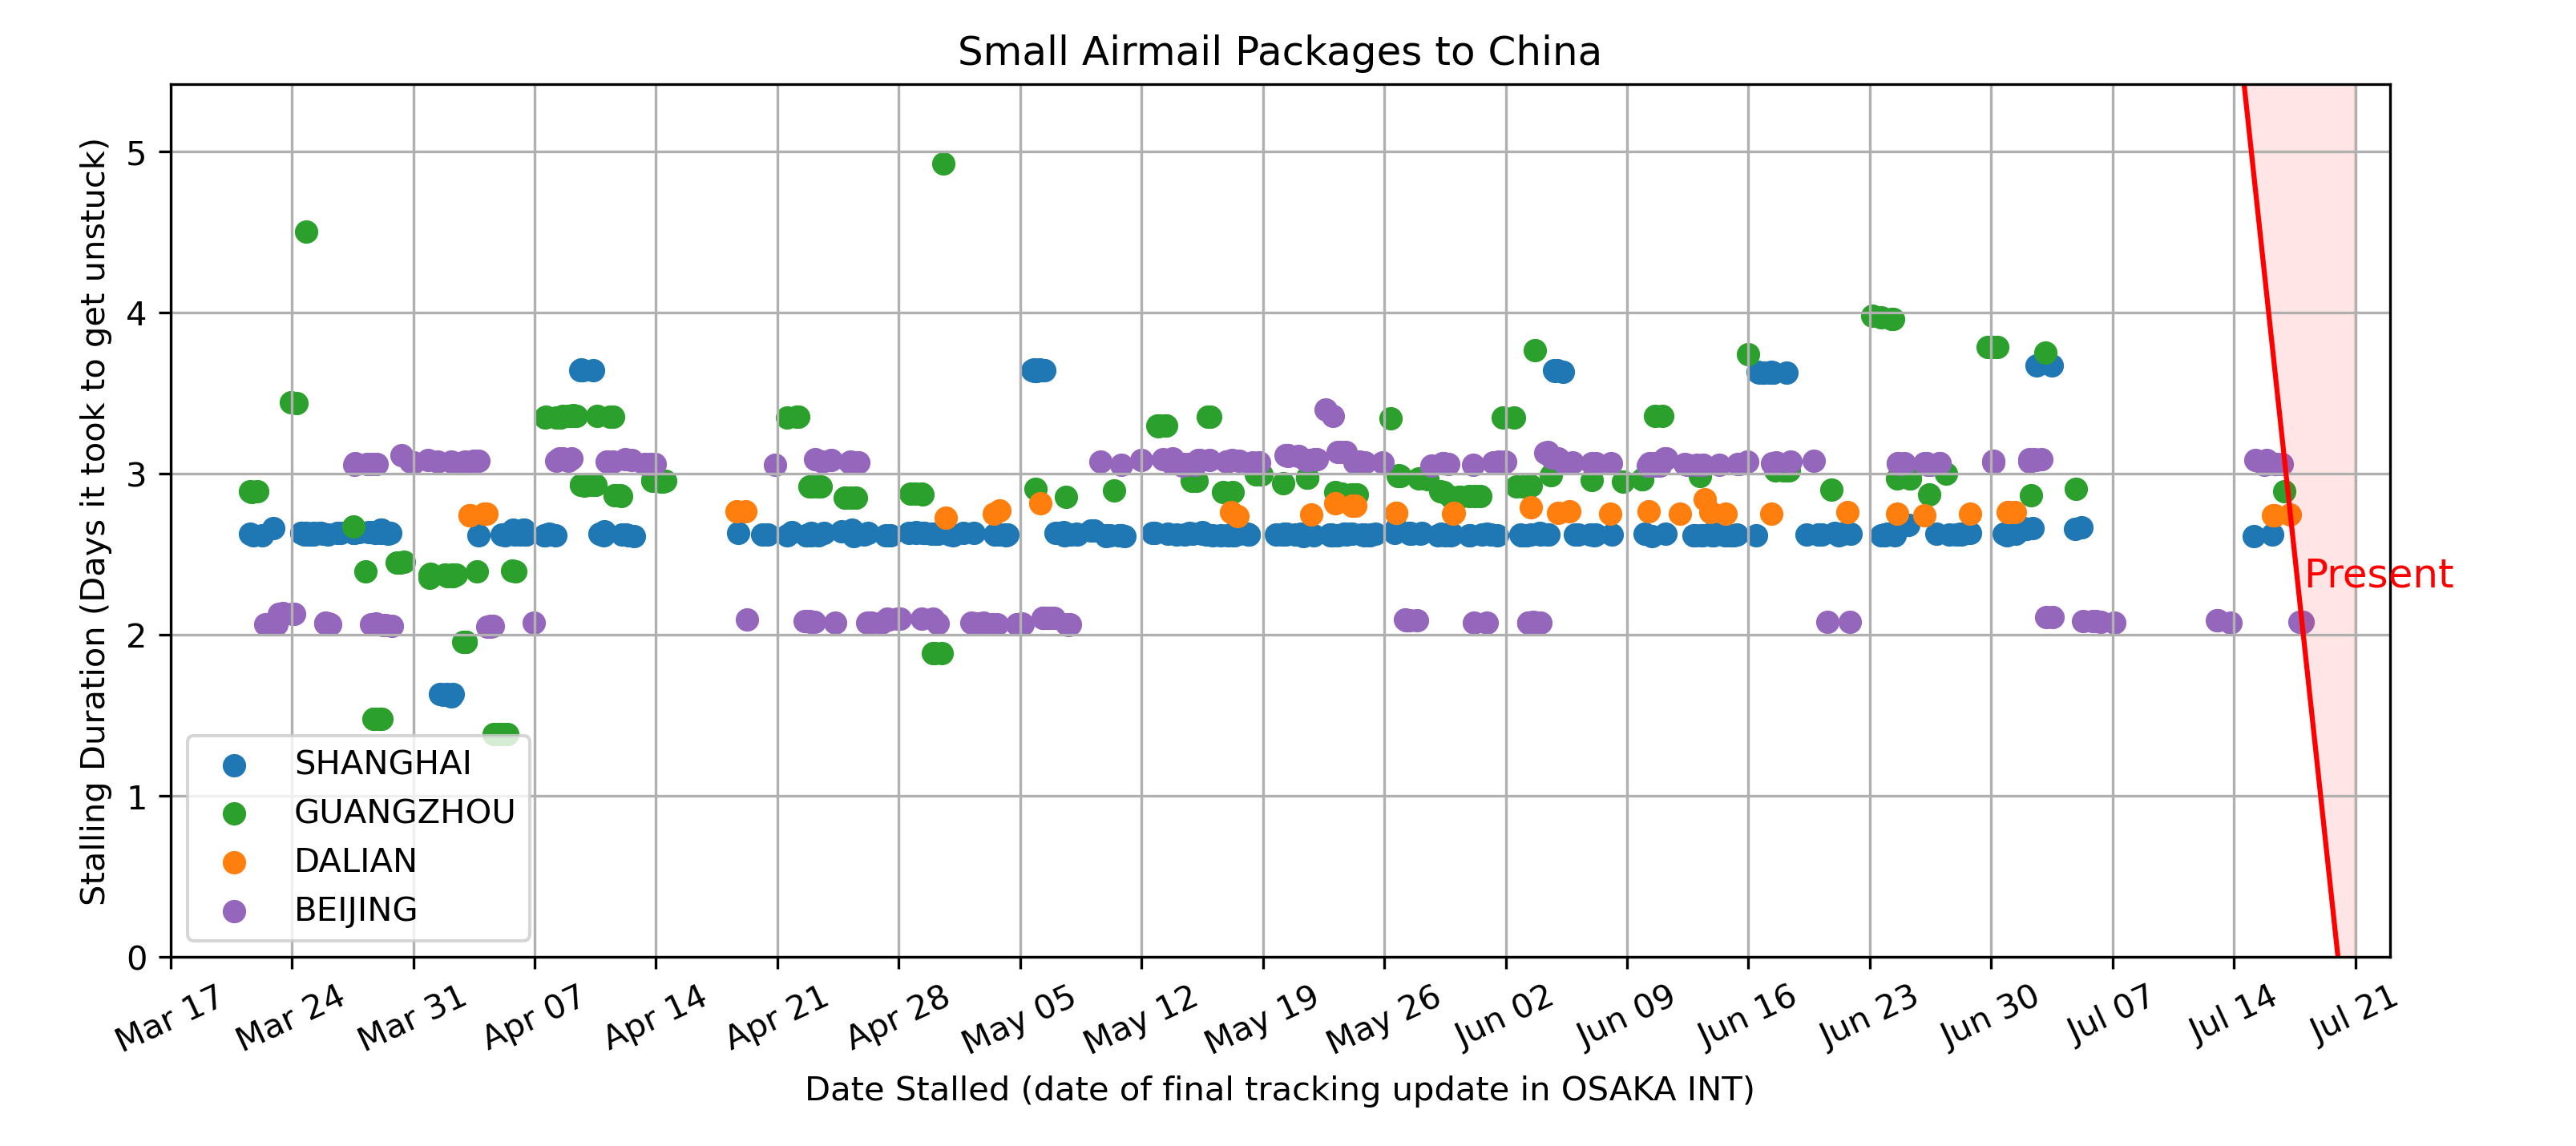 Small Airmail Packages to China
Stalling Duration (Days it took to get unstuck)
5
4
3
2
1
0
Present
SHANGHAI
GUANGZHOU
DALIAN
BEIJING
Mar 17 Mar 24 Mar 31 Apr 07 Apr 14 Apr 21 Apr 28 May 05 May 12 May 19 May 26 Jun 02 Jun 09 Jun 16 Jun 23 Jun 30 Jul 07 Jul 14 Jul 21
Date Stalled (date of final tracking update in OSAKA INT)